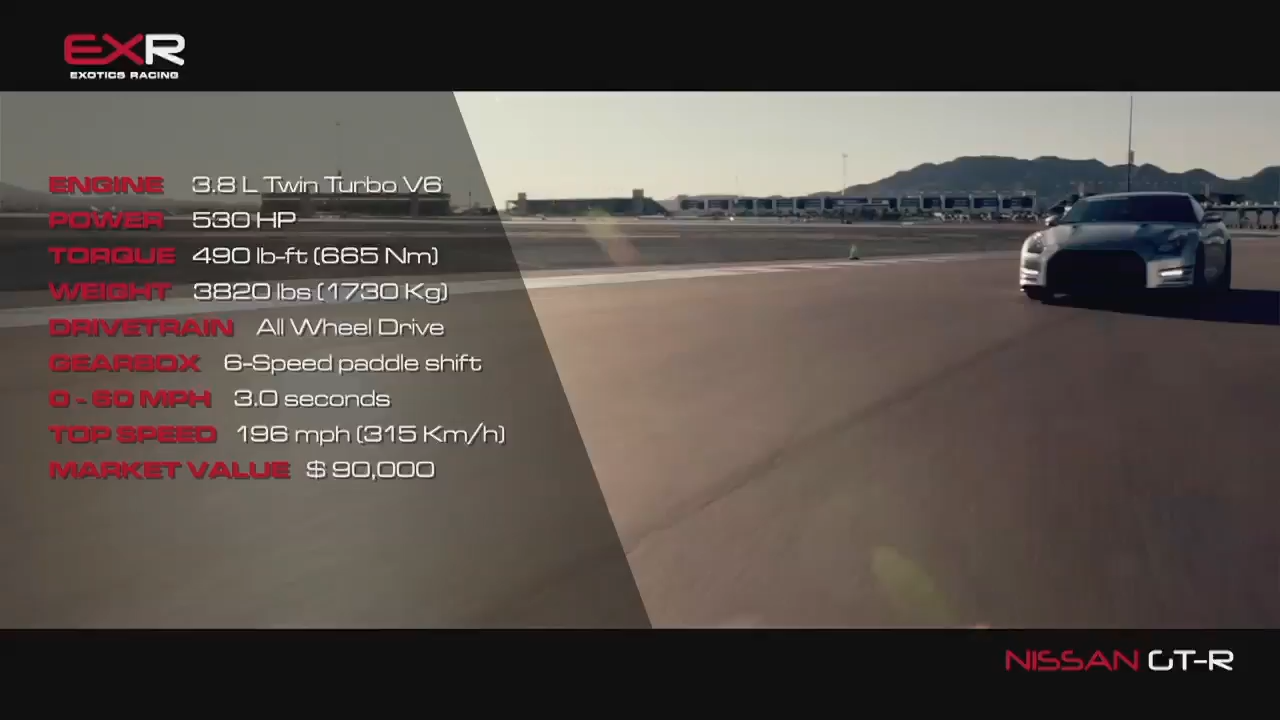 EXR
EXOTICS RACING
ENGINE 3.8 L Twin Turbo V6
POWER 530 HP
TORQUE 490 lb-ft (665 Nm)
WEIGHT 3820 lbs (1730 Kg)
DRIVETRAIN All Wheel Drive
GEARBOX 6-Speed paddle shift
0 - 60 MPH 3.0 seconds
TOP SPEED 196 mph (315 Km/h)
MARKET VALUE $ 90,000
NISSAN GT-R